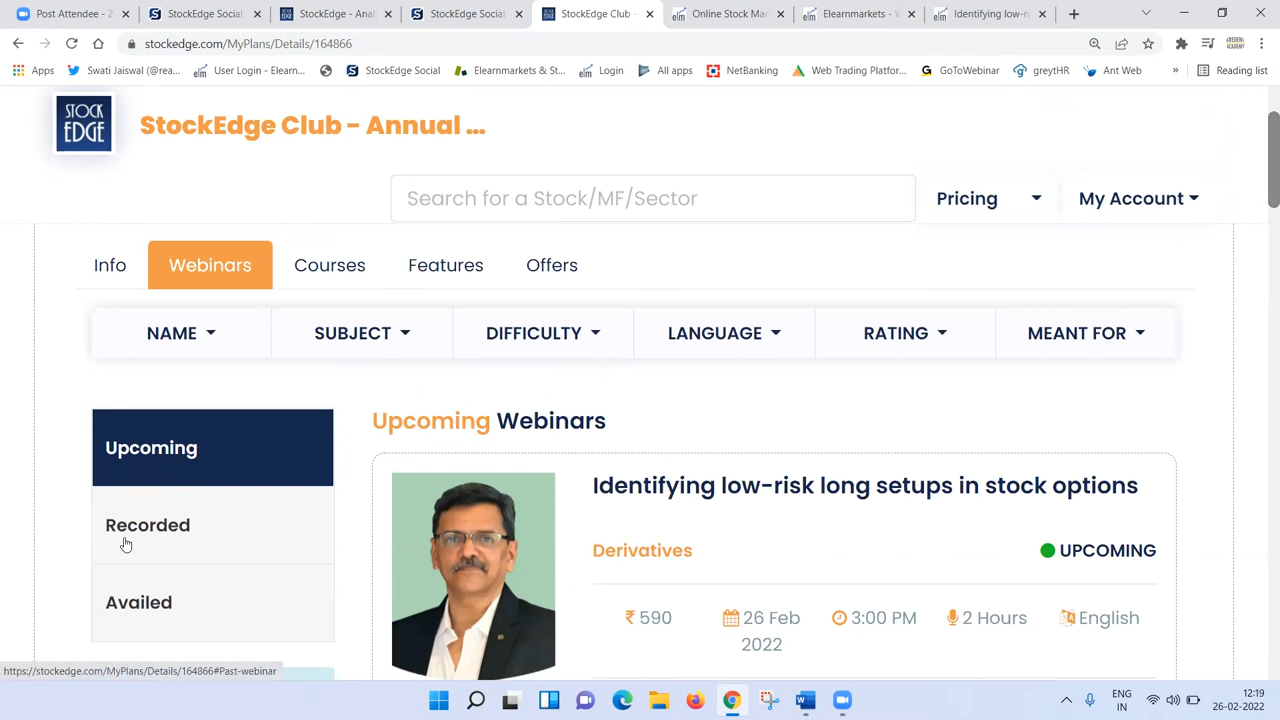 Post Attendee - Z
StockEdge Social
StockEdge - Ana
StockEdge Social
StockEdge Club -
Online Stock Mar
Elearnmarkets - V
Identifying low-r
stockedge.com/MyPlans/Details/164866
Apps
Swati Jaiswal (@rea...
User Login - Elearn...
StockEdge Social
Elearnmarkets & St...
Login
All apps
NetBanking
Web Trading Platfor...
GoToWebinar
greytHR
Ant Web
»
Reading list
STOCK
EDGE
StockEdge Club - Annual ...
Search for a Stock/MF/Sector
Pricing
My Account
Info
Webinars
Courses
Features
Offers
NAME
SUBJECT
DIFFICULTY
LANGUAGE
RATING
MEANT FOR
Upcoming
Recorded
Availed
Upcoming Webinars
Identifying low-risk long setups in stock options
Derivatives
UPCOMING
₹ 590
26 Feb
2022
3:00 PM
2 Hours
English
https://stockedge.com/MyPlans/Details/164866#Past-webinar
ENG
IN
12:19
26-02-2022